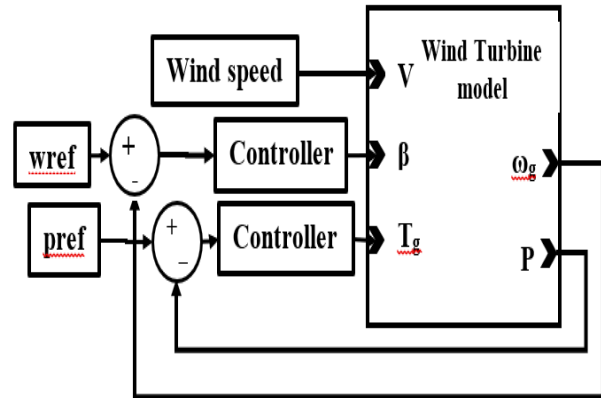 Wind speed
V
Wind Turbine
model
wref
+
-
Controller
β
ωg
pref
+
−
Controller
Tg
P